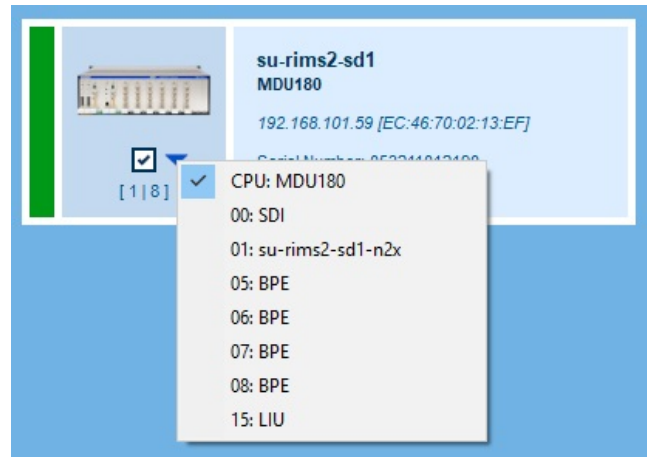 su-rims2-sd1
MDU180
192.168.101.59 [EC:46:70:02:13:EF]
[1|8]
CPU: MDU180
00: SDI
01: su-rims2-sd1-n2x
05: BPE
06: BPE
07: BPE
08: BPE
15: LIU